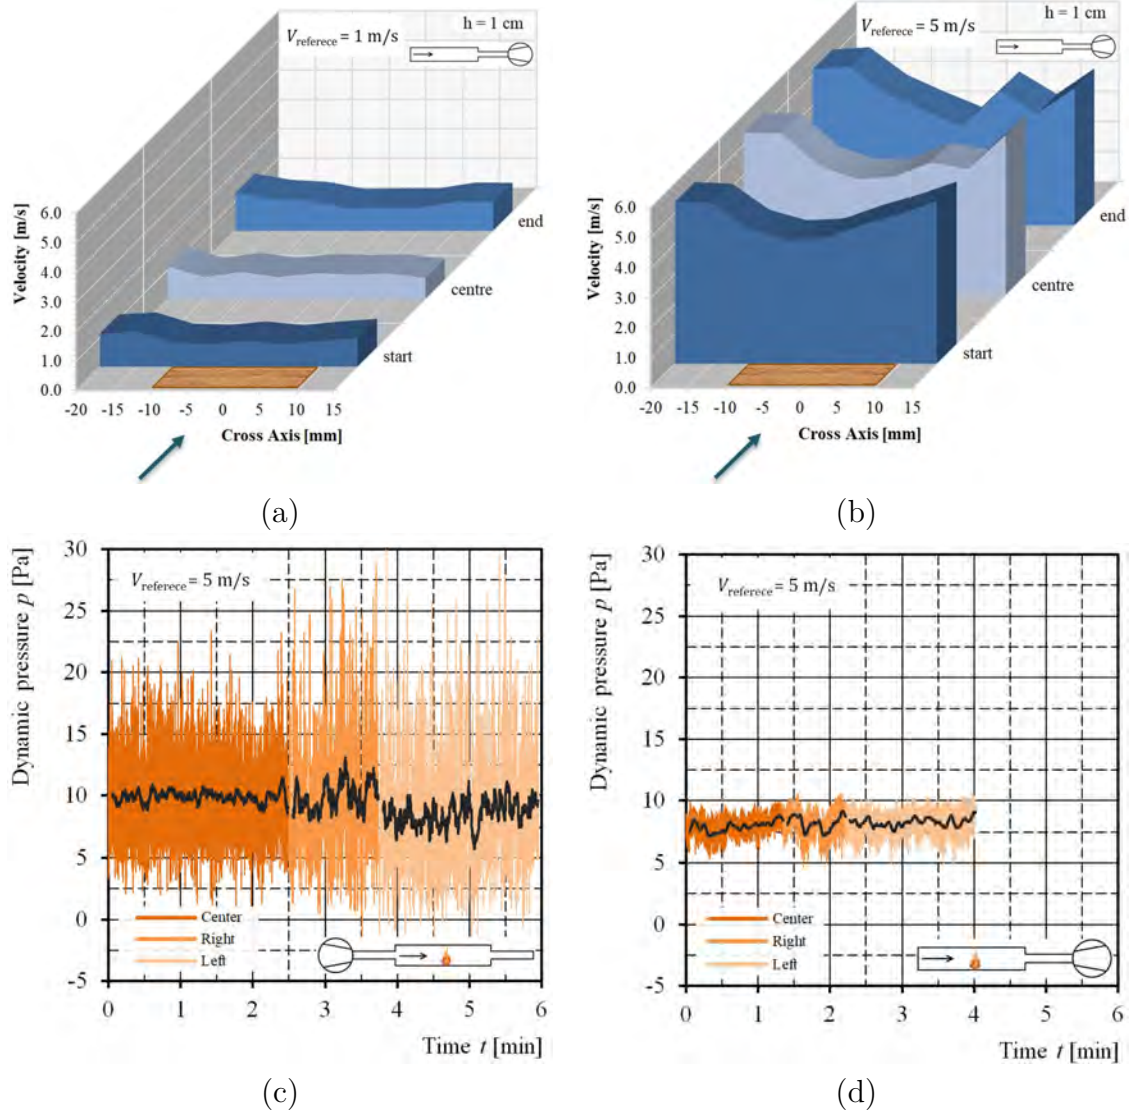 V_referece = 1 m/s
h = 1 cm
Velocity [m/s]
6.0
5.0
4.0
3.0
2.0
1.0
0.0
-20 -15 -10 -5 0 5 10 15
Cross Axis [mm]
start
centre
end
(a)
V_referece = 5 m/s
h = 1 cm
Velocity [m/s]
6.0
5.0
4.0
3.0
2.0
1.0
0.0
-20 -15 -10 -5 0 5 10 15
Cross Axis [mm]
start
centre
end
(b)
Dynamic pressure p [Pa]
30
25
20
15
10
5
0
-5
V_referece = 5 m/s
Center
Right
Left
0 1 2 3 4 5 6
Time t [min]
(c)
Dynamic pressure p [Pa]
30
25
20
15
10
5
0
-5
V_referece = 5 m/s
Center
Right
Left
0 1 2 3 4 5 6
Time t [min]
(d)